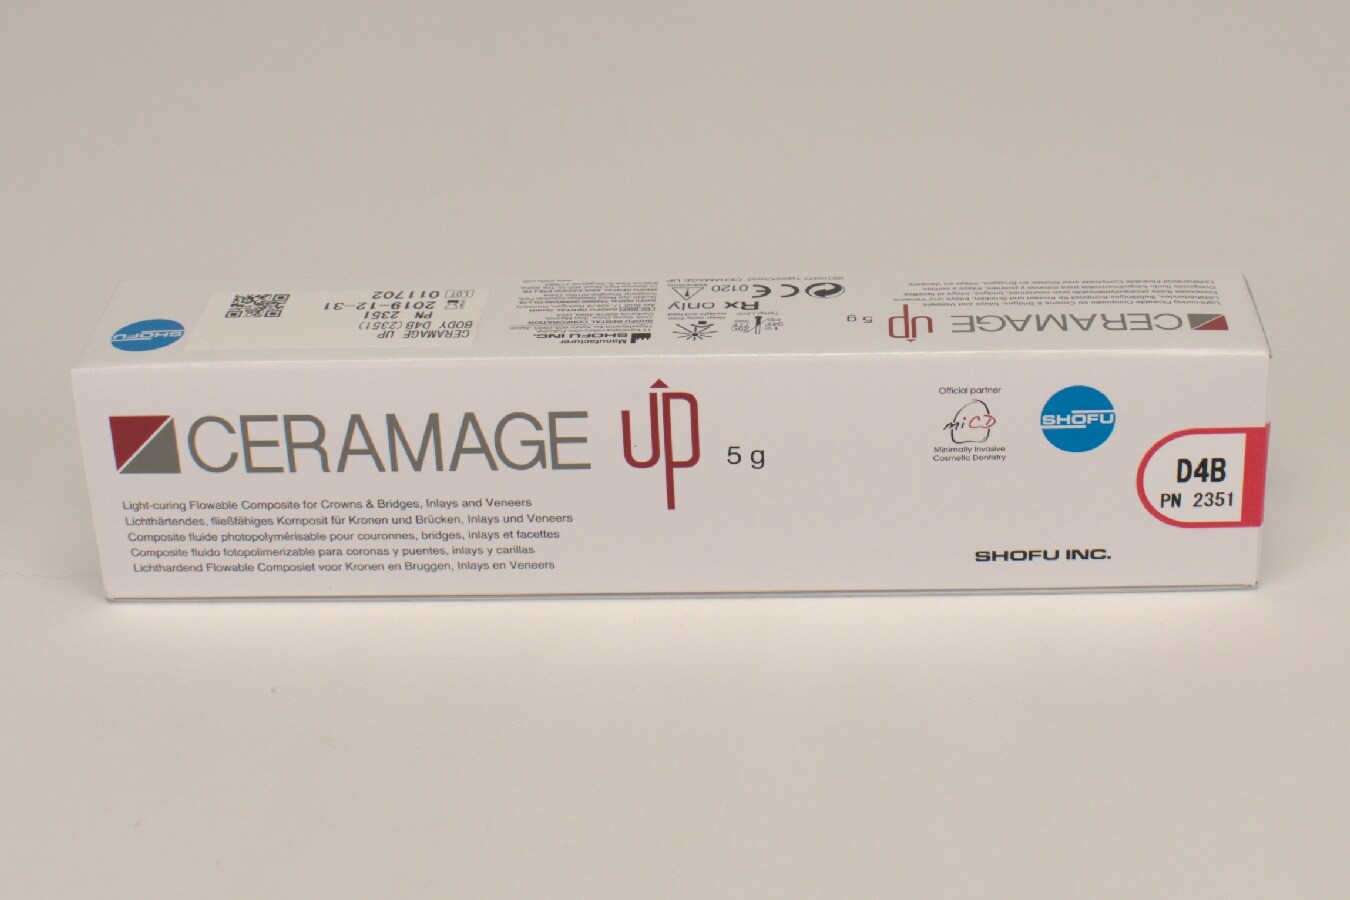 CERAMAGE UP 5 g
Light-curing Flowable Composite for Crowns & Bridges, Inlays and Veneers
Lichthärtendes, fließfähiges Komposit für Kronen und Brücken, Inlays und Veneers
Composite fluide photopolymérisable pour couronnes, bridges, inlays et facettes
Composite fluido fotopolimerizable para coronas y puentes, inlays y carillas
Lichthardend Flowable Composiet voor Kronen en Bruggen, Inlays en Veneers
Official partner
miCD
Minimally Invasive
Cosmetic Dentistry
SHOFU
D4B
PN 2351
SHOFU INC.
CERAMAGE UP
5 g
CE 0120
Rx only
Manufacturer
SHOFU INC.
CERAMAGE UP
BODY D4B (2351)
PN 2351
2019-12-31
LOT 011702
SHOFU